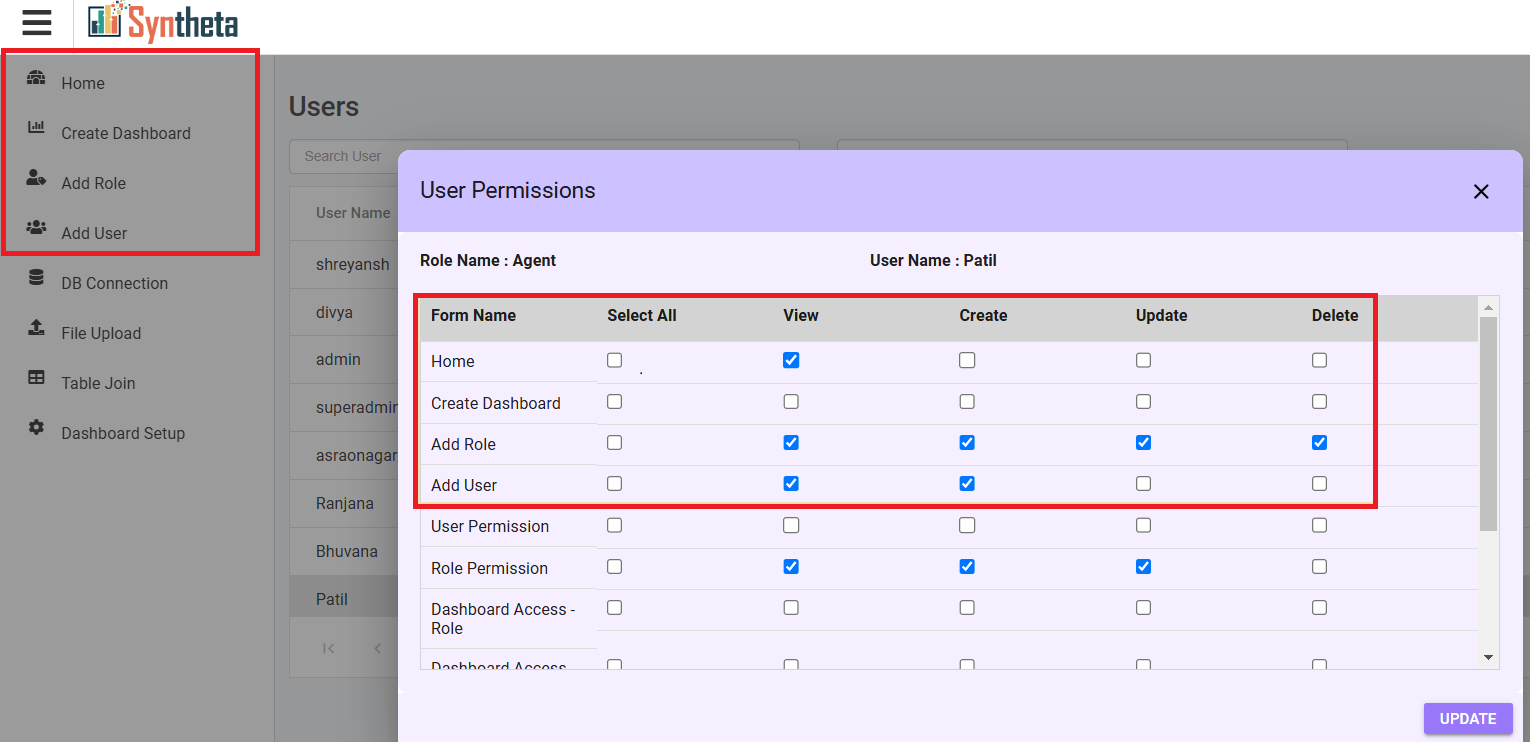 Syntheta
Home
Create Dashboard
Add Role
Add User
DB Connection
File Upload
Table Join
Dashboard Setup
Users
Search User
User Name
shreyansh
divya
admin
superadmin
asraonagar
Ranjana
Bhuvana
Patil
User Permissions
Role Name : Agent User Name : Patil
Form Name Select All View Create Update Delete
Home .
Create Dashboard
Add Role
Add User
User Permission
Role Permission
Dashboard Access -
Role
Dashboard Access
UPDATE